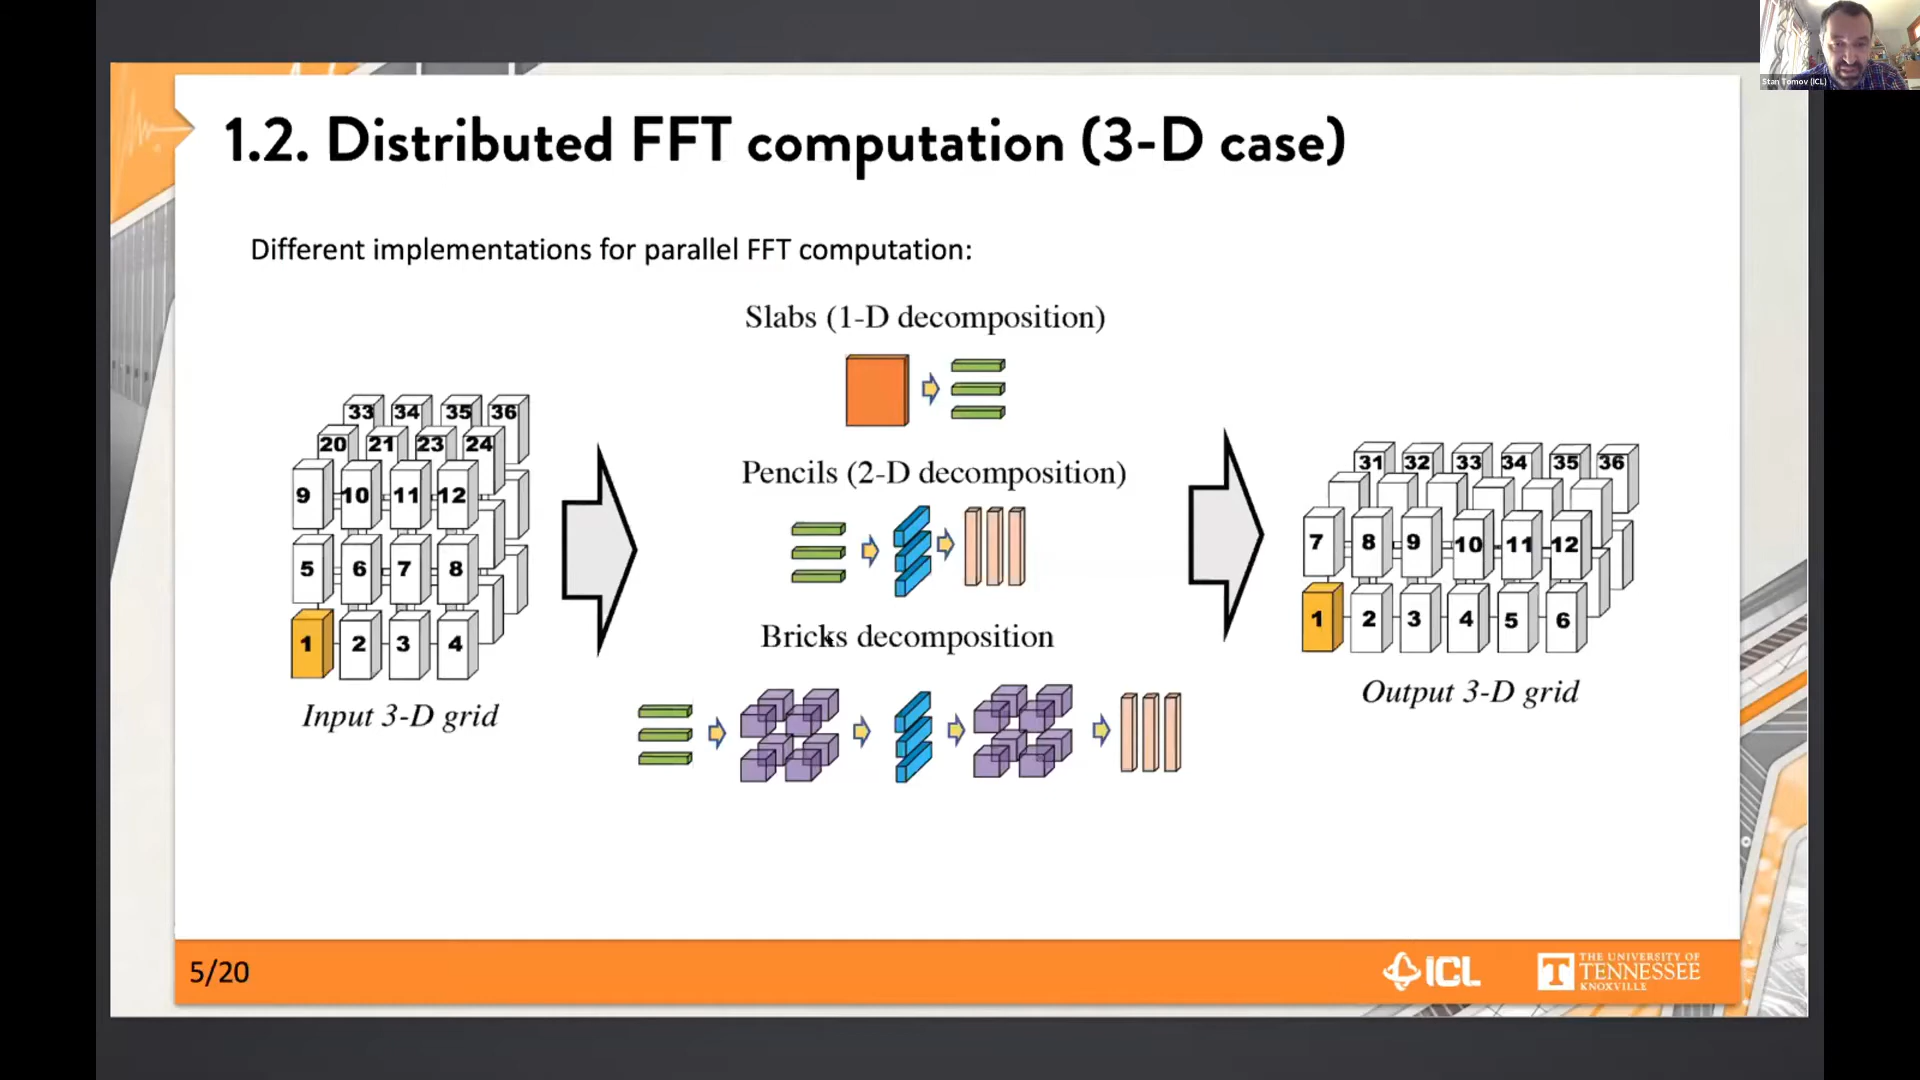 Stan Tomov (ICL)
1.2. Distributed FFT computation (3-D case)
Different implementations for parallel FFT computation:
Slabs (1-D decomposition)
Pencils (2-D decomposition)
Bricks decomposition
33 34 35 36
20 21 23 24
9 10 11 12
5 6 7 8
1 2 3 4
Input 3-D grid
31 32 33 34 35 36
7 8 9 10 11 12
1 2 3 4 5 6
Output 3-D grid
5/20
ICL
T
THE UNIVERSITY OF
TENNESSEE
KNOXVILLE